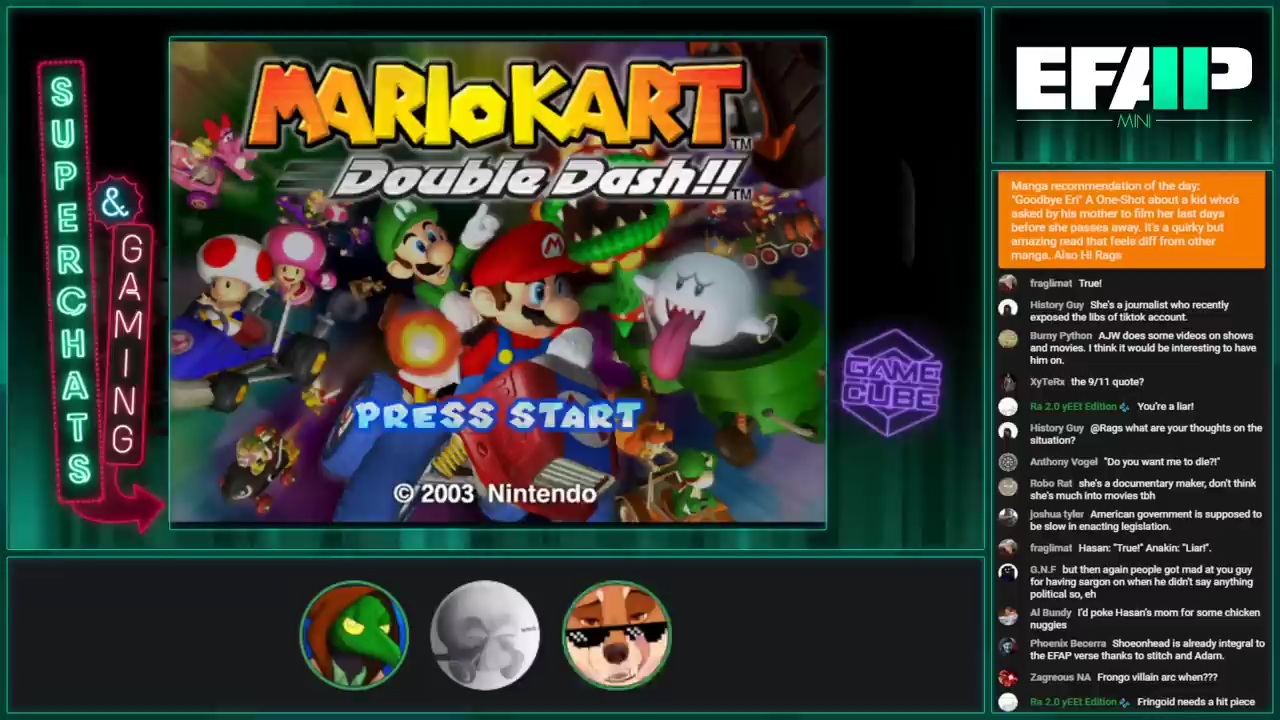 SUPERCHATS
&
GAMING
MARIOKART
TM
Double Dash!!
TM
PRESS START
© 2003 Nintendo
GAME
CUBE
EFAP
MINI
Manga recommendation of the day:
"Goodbye Eri" A One-Shot about a kid who's
asked by his mother to film her last days
before she passes away. It's a quirky but
amazing read that feels diff from other
manga. Also Hi Rags
fraglimat True!
History Guy She's a journalist who recently
exposed the libs of tiktok account.
Burny Python AJW does some videos on shows
and movies. I think it would be interesting to have
him on.
XyTeRx the 9/11 quote?
Ra 2.0 yEEt Edition You're a liar!
History Guy @Rags what are your thoughts on the
situation?
Anthony Vogel "Do you want me to die?!"
Robo Rat she's a documentary maker, don't think
she's much into movies tbh
joshua tyler American government is supposed to
be slow in enacting legislation.
fraglimat Hasan: "True!" Anakin: "Liar!".
G.N.F but then again people got mad at you guy
for having sargon on when he didn't say anything
political so, eh
Al Bundy I'd poke Hasan's mom for some chicken
nuggies
Phoenix Becerra Shoeonhead is already integral to
the EFAP verse thanks to stitch and Adam.
Zagreous NA Frongo villain arc when???
Ra 2.0 yEEt Edition Fringoid needs a hit piece